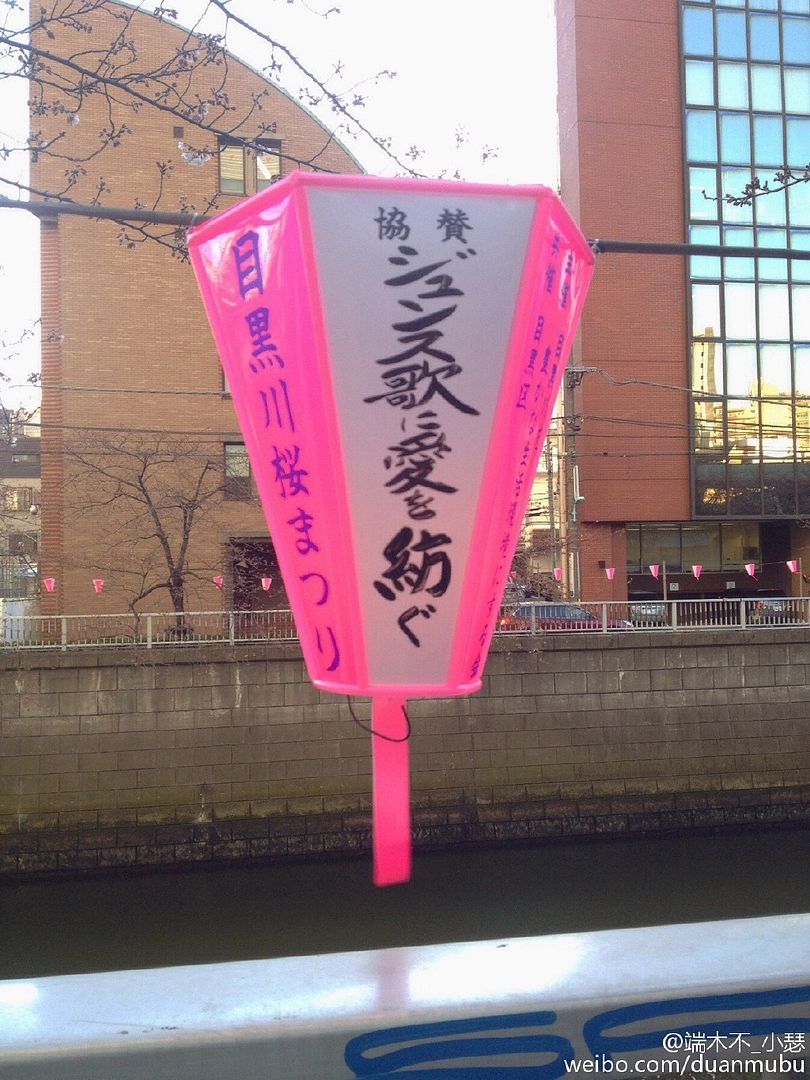 目黒川桜まつり
協賛
ジュンス歌に愛を紡ぐ
@端木不_小瑟
weibo.com/duanmubu